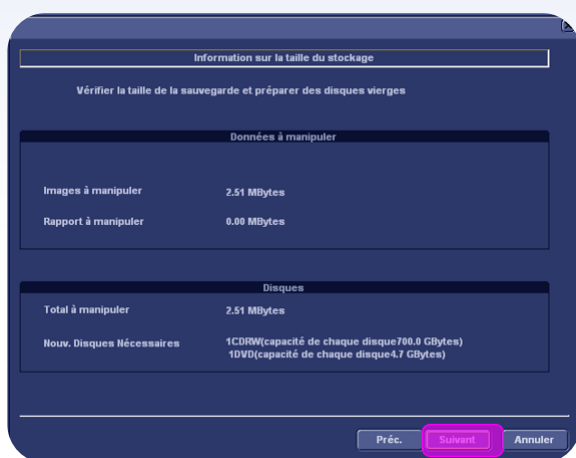 Information sur la taille du stockage
Vérifier la taille de la sauvegarde et préparer des disques vierges
Données à manipuler
Images à manipuler 2.51 MBytes
Rapport à manipuler 0.00 MBytes
Disques
Total à manipuler 2.51 MBytes
Nouv. Disques Nécessaires 1CDRW(capacité de chaque disque700.0 GBytes)
1DVD(capacité de chaque disque4.7 GBytes)
Préc. Suivant Annuler